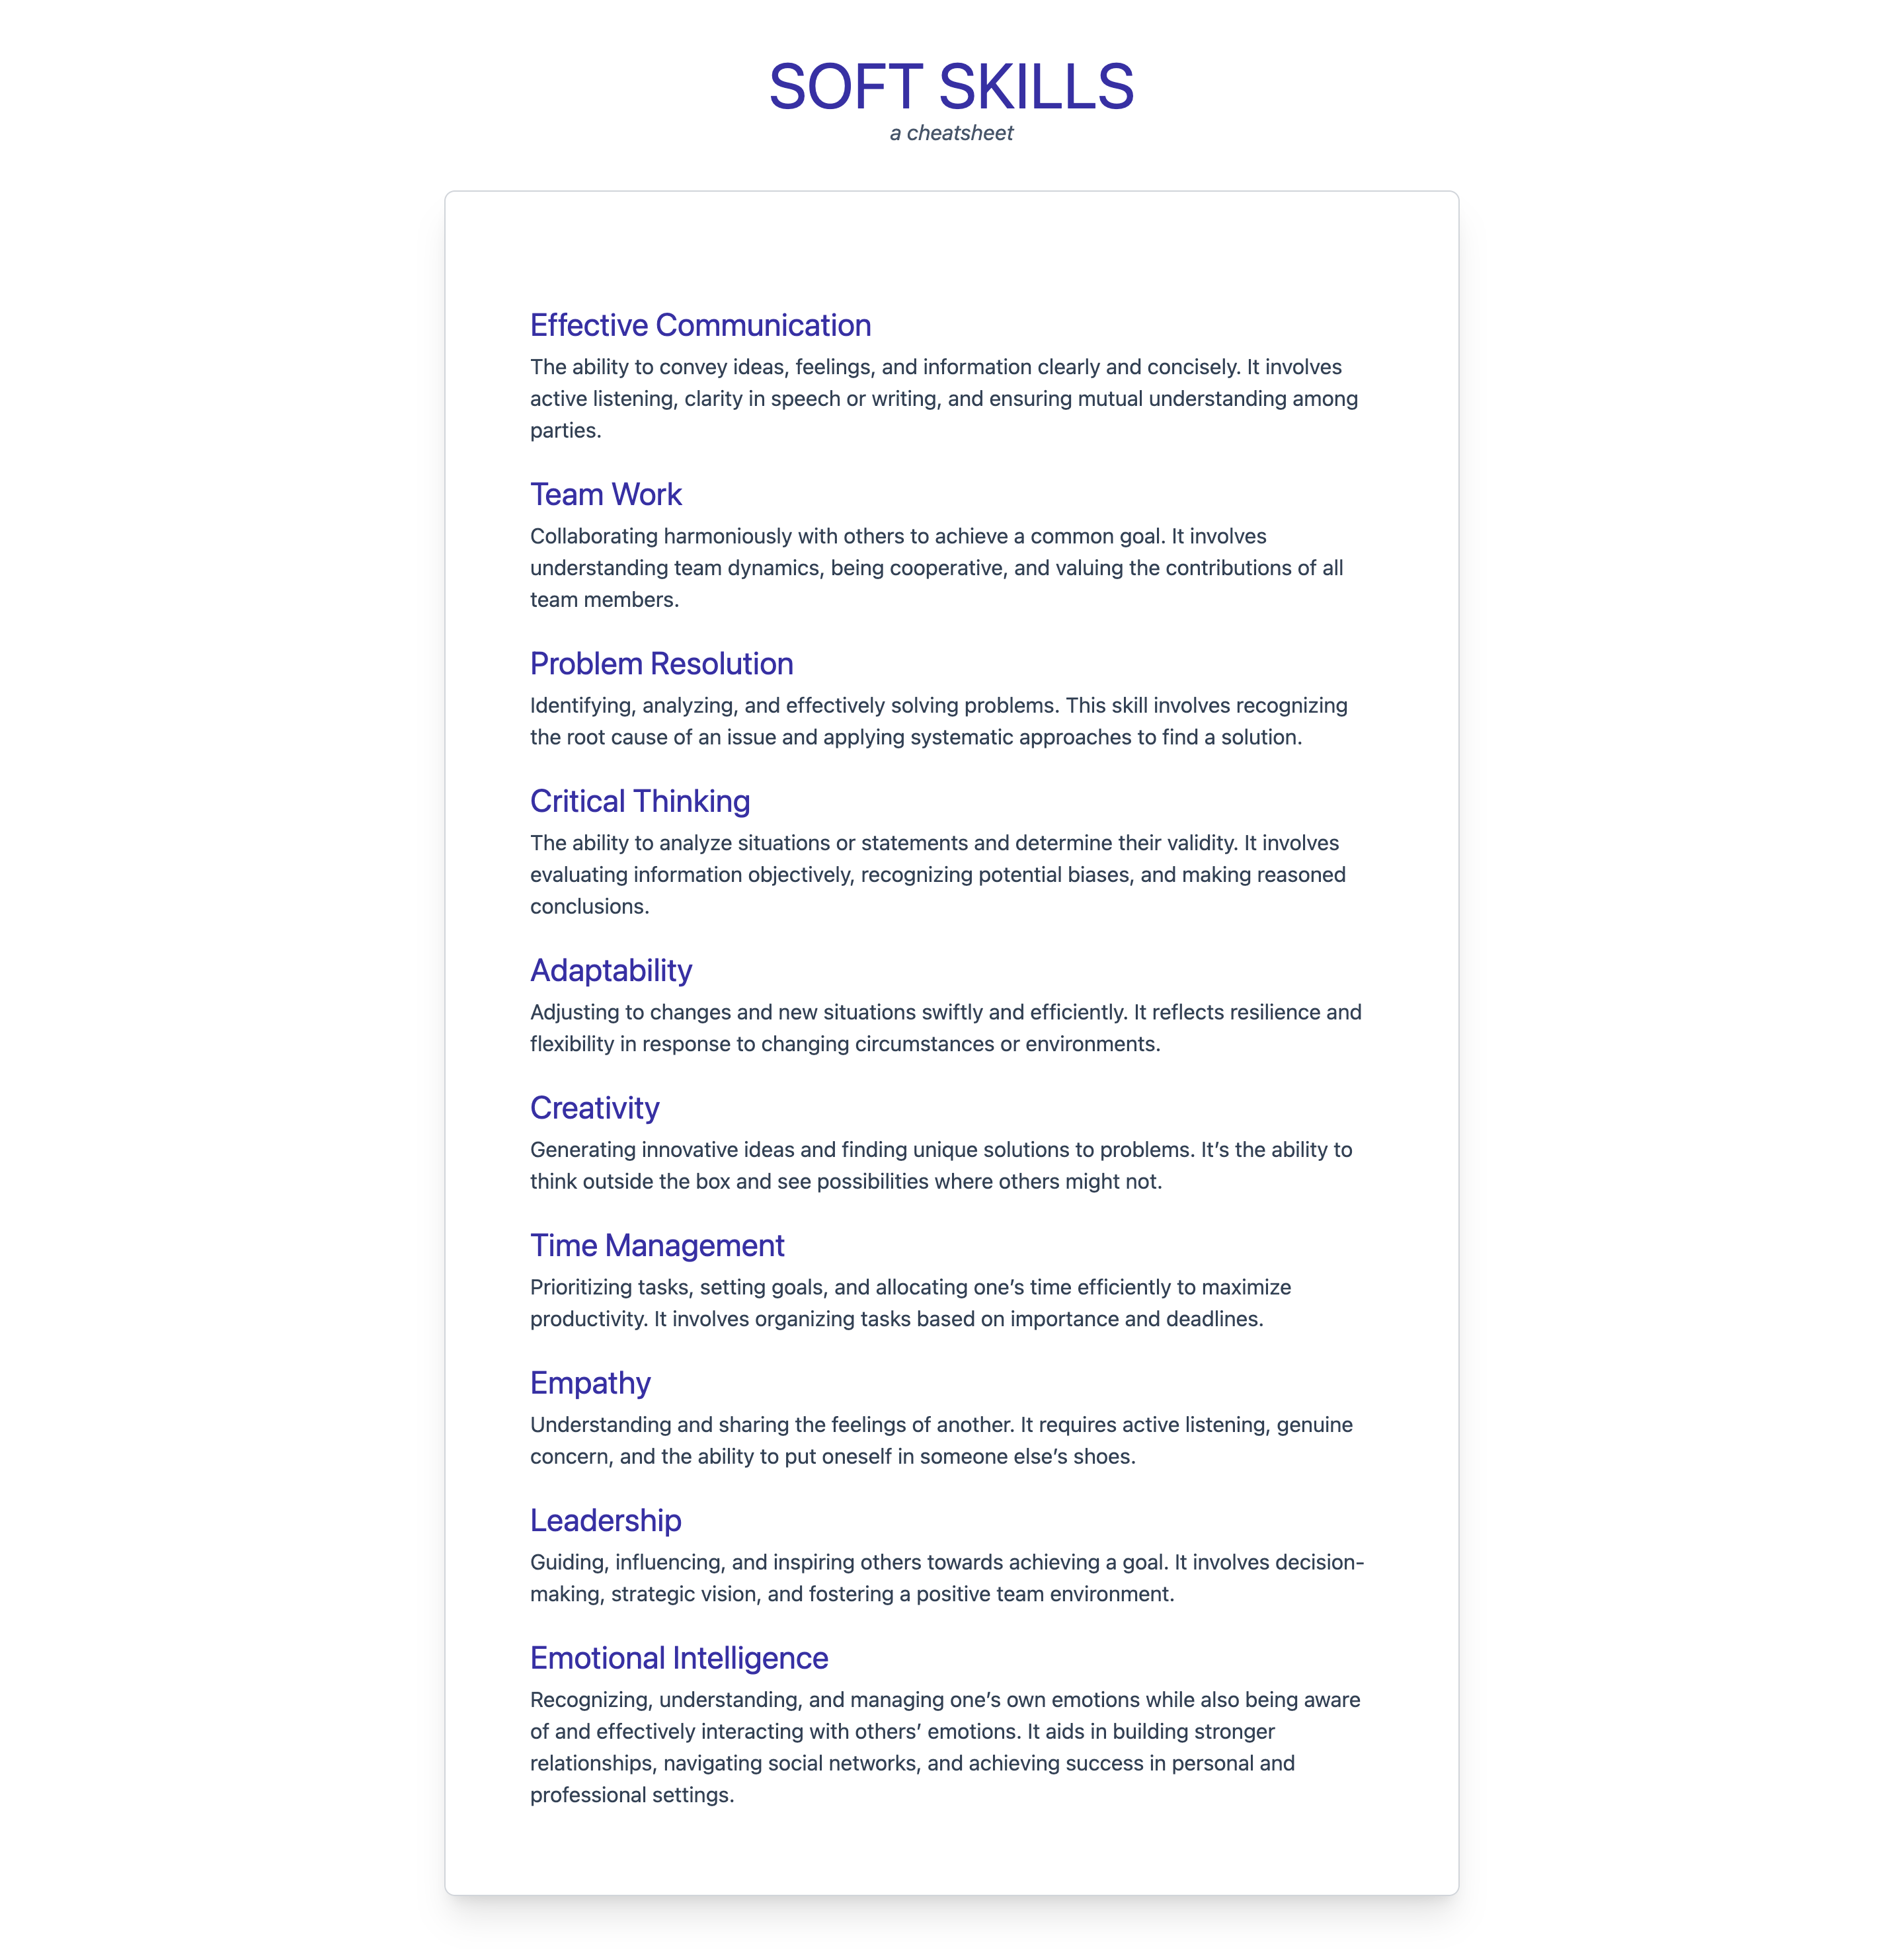 SOFT SKILLS
a cheatsheet
Effective Communication
The ability to convey ideas, feelings, and information clearly and concisely. It involves
active listening, clarity in speech or writing, and ensuring mutual understanding among
parties.
Team Work
Collaborating harmoniously with others to achieve a common goal. It involves
understanding team dynamics, being cooperative, and valuing the contributions of all
team members.
Problem Resolution
Identifying, analyzing, and effectively solving problems. This skill involves recognizing
the root cause of an issue and applying systematic approaches to find a solution.
Critical Thinking
The ability to analyze situations or statements and determine their validity. It involves
evaluating information objectively, recognizing potential biases, and making reasoned
conclusions.
Adaptability
Adjusting to changes and new situations swiftly and efficiently. It reflects resilience and
flexibility in response to changing circumstances or environments.
Creativity
Generating innovative ideas and finding unique solutions to problems. It’s the ability to
think outside the box and see possibilities where others might not.
Time Management
Prioritizing tasks, setting goals, and allocating one’s time efficiently to maximize
productivity. It involves organizing tasks based on importance and deadlines.
Empathy
Understanding and sharing the feelings of another. It requires active listening, genuine
concern, and the ability to put oneself in someone else’s shoes.
Leadership
Guiding, influencing, and inspiring others towards achieving a goal. It involves decision-
making, strategic vision, and fostering a positive team environment.
Emotional Intelligence
Recognizing, understanding, and managing one’s own emotions while also being aware
of and effectively interacting with others’ emotions. It aids in building stronger
relationships, navigating social networks, and achieving success in personal and
professional settings.